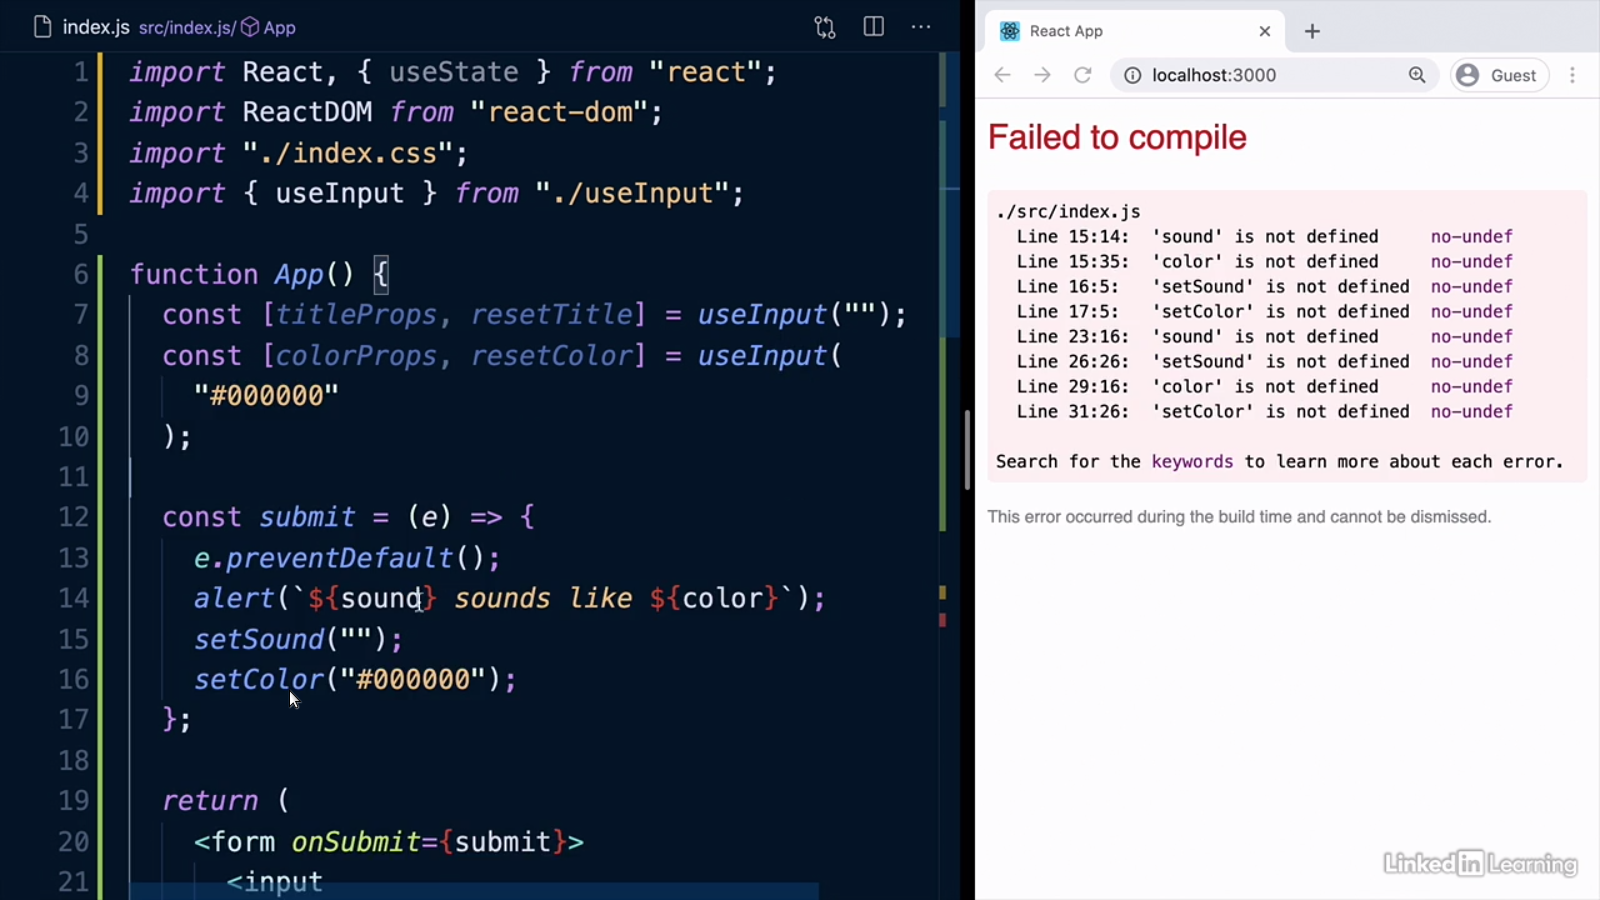 index.js src/index.js/ App
1 import React, { useState } from "react";
2 import ReactDOM from "react-dom";
3 import "./index.css";
4 import { useInput } from "./useInput";
5
6 function App() {
7 const [titleProps, resetTitle] = useInput("");
8 const [colorProps, resetColor] = useInput(
9 "#000000"
10 );
11
12 const submit = (e) => {
13 e.preventDefault();
14 alert(`${sound} sounds like ${color}`);
15 setSound("");
16 setColor("#000000");
17 };
18
19 return (
20 <form onSubmit={submit}>
21 <input
React App
localhost:3000
Guest
Failed to compile
./src/index.js
Line 15:14: 'sound' is not defined no-undef
Line 15:35: 'color' is not defined no-undef
Line 16:5: 'setSound' is not defined no-undef
Line 17:5: 'setColor' is not defined no-undef
Line 23:16: 'sound' is not defined no-undef
Line 26:26: 'setSound' is not defined no-undef
Line 29:16: 'color' is not defined no-undef
Line 31:26: 'setColor' is not defined no-undef
Search for the keywords to learn more about each error.
This error occurred during the build time and cannot be dismissed.
LinkedIn Learning